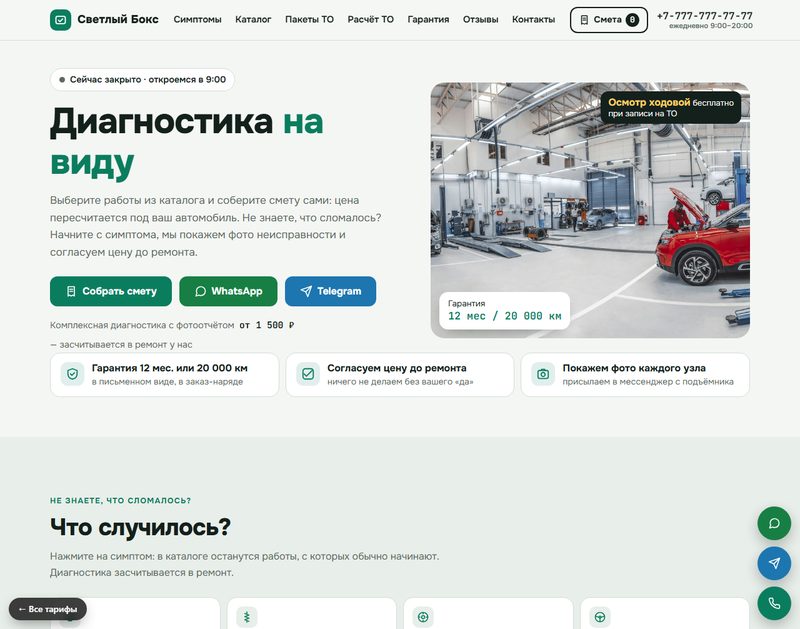 Светлый Бокс
Симптомы
Каталог
Пакеты ТО
Расчёт ТО
Гарантия
Отзывы
Контакты
Смета 0
+7-777-777-77-77
ежедневно 9:00–20:00
Сейчас закрыто · откроемся в 9:00
Диагностика на
виду
Выберите работы из каталога и соберите смету сами: цена
пересчитается под ваш автомобиль. Не знаете, что сломалось?
Начните с симптома, мы покажем фото неисправности и
согласуем цену до ремонта.
Собрать смету
WhatsApp
Telegram
Комплексная диагностика с фотоотчётом от 1 500 ₽
— засчитывается в ремонт у нас
Осмотр ходовой бесплатно
при записи на ТО
Гарантия
12 мес / 20 000 км
Гарантия 12 мес. или 20 000 км
в письменном виде, в заказ-наряде
Согласуем цену до ремонта
ничего не делаем без вашего «да»
Покажем фото каждого узла
присылаем в мессенджер с подъёмника
НЕ ЗНАЕТЕ, ЧТО СЛОМАЛОСЬ?
Что случилось?
Нажмите на симптом: в каталоге останутся работы, с которых обычно начинают.
Диагностика засчитывается в ремонт.
← Все тарифы